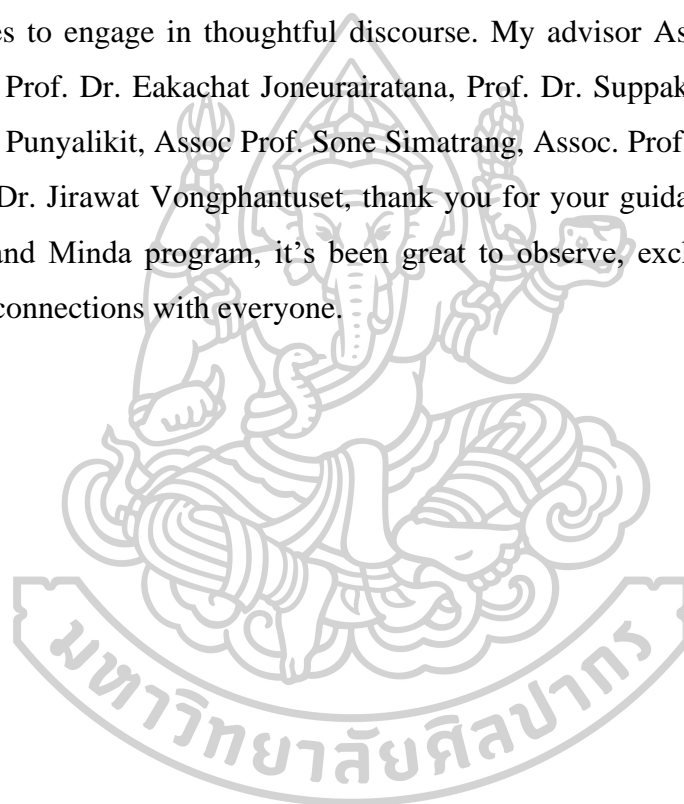 es to engage in thoughtful discourse. My advisor As
Prof. Dr. Eakachat Joneurairatana, Prof. Dr. Suppak
Punyalikit, Assoc Prof. Sone Simatrang, Assoc. Prof
Dr. Jirawat Vongphantuset, thank you for your guida
and Minda program, it’s been great to observe, excl
connections with everyone.
มหาวิทยาลัยศิลปากร